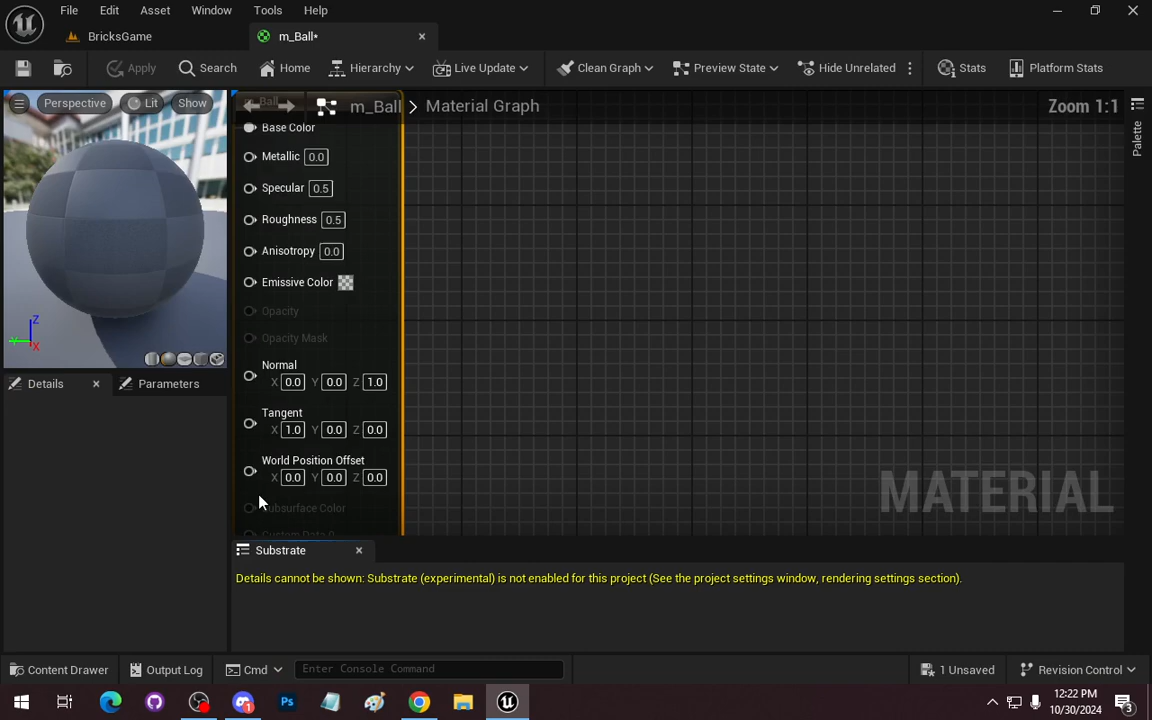 File Edit Asset Window Tools Help
BricksGame m_Ball*
Apply Search Home Hierarchy Live Update Clean Graph Preview State Hide Unrelated Stats Platform Stats
Perspective Lit Show
m_Ball Material Graph Zoom 1:1
Palette
Base Color
Metallic 0.0
Specular 0.5
Roughness 0.5
Anisotropy 0.0
Emissive Color
Opacity
Opacity Mask
Normal
X 0.0 Y 0.0 Z 1.0
Tangent
X 1.0 Y 0.0 Z 0.0
World Position Offset
X 0.0 Y 0.0 Z 0.0
Subsurface Color
Custom Data 0
MATERIAL
Z
Y
X
Details Parameters
Substrate
Details cannot be shown: Substrate (experimental) is not enabled for this project (See the project settings window, rendering settings section).
Content Drawer Output Log Cmd Enter Console Command 1 Unsaved Revision Control
12:22 PM
10/30/2024
3